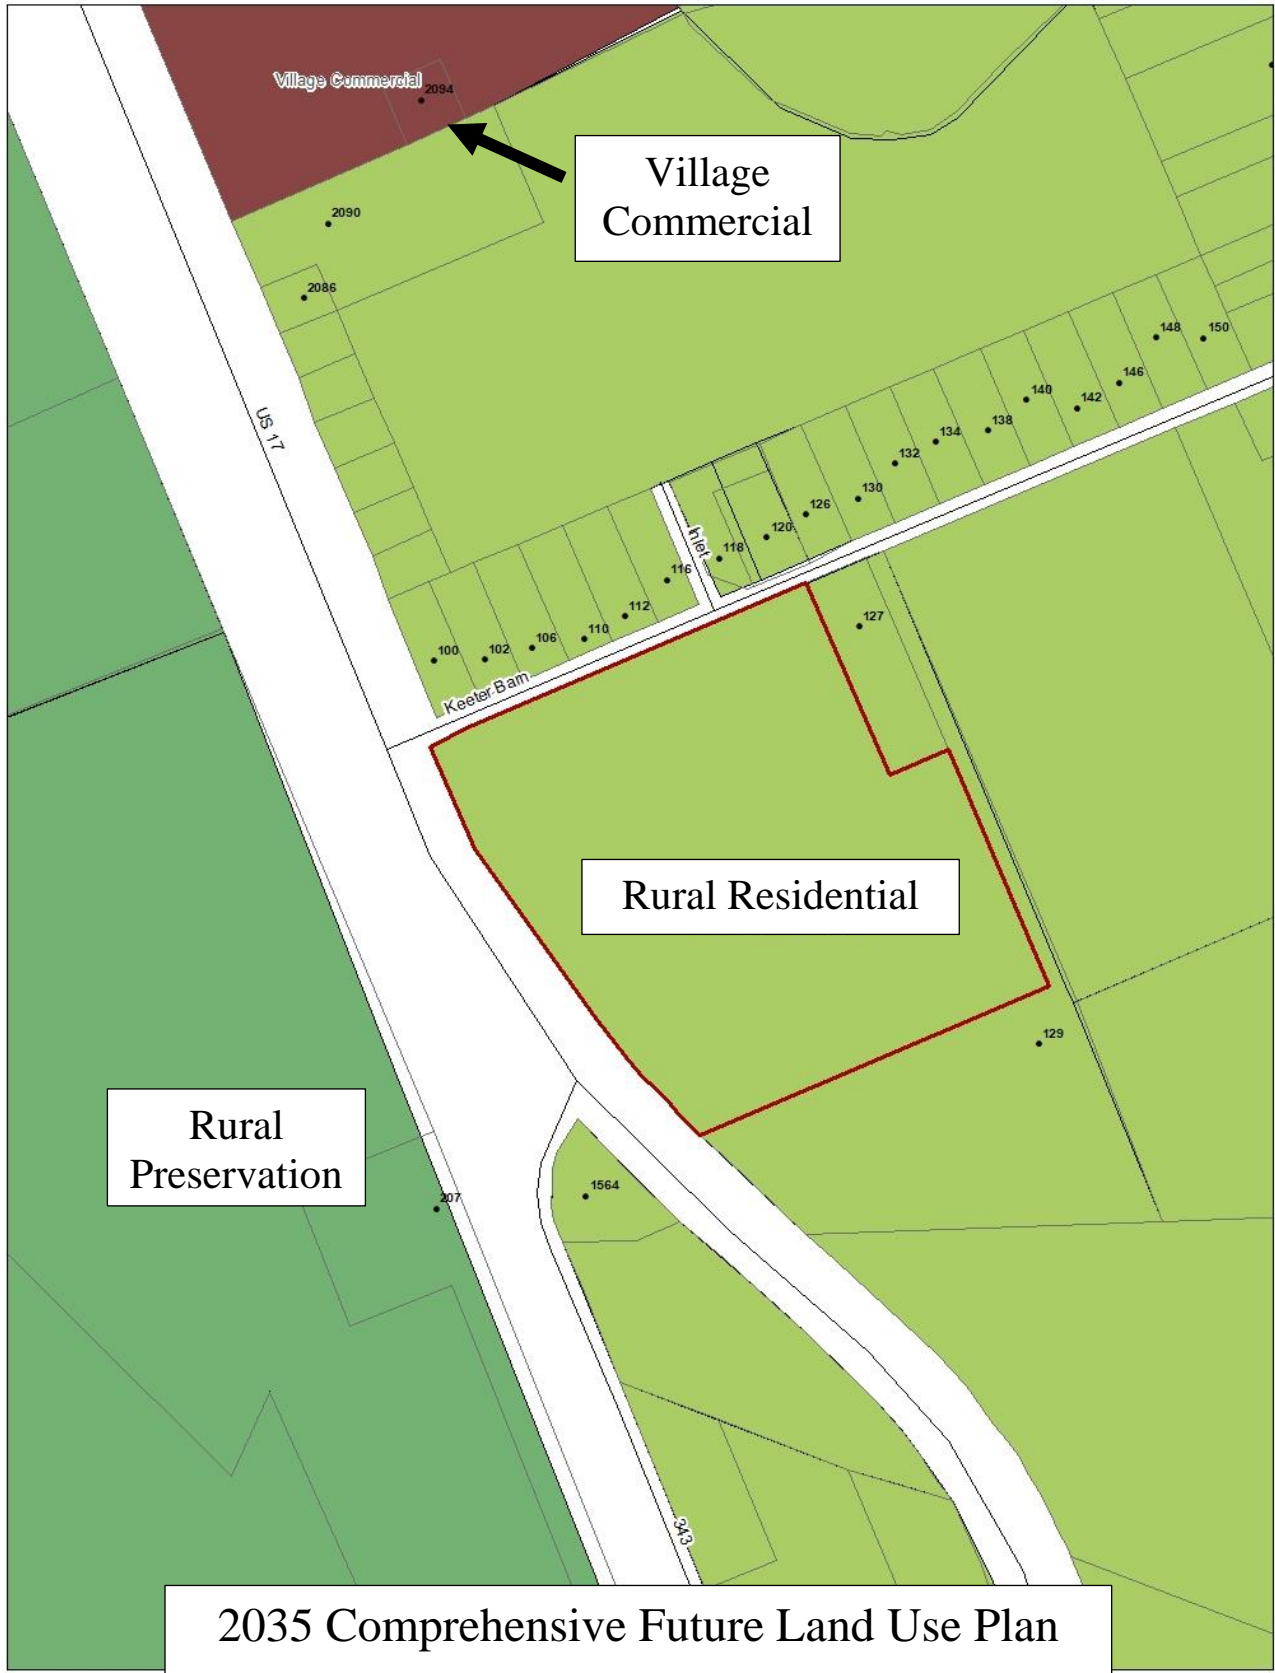 Village Commercial
2094
Village
Commercial
2090
2086
148
150
146
140
142
US 17
138
134
132
130
126
120
Inlet
118
116
127
112
110
106
102
100
Keeter Barn
Rural Residential
129
Rural
Preservation
1564
207
343
2035 Comprehensive Future Land Use Plan